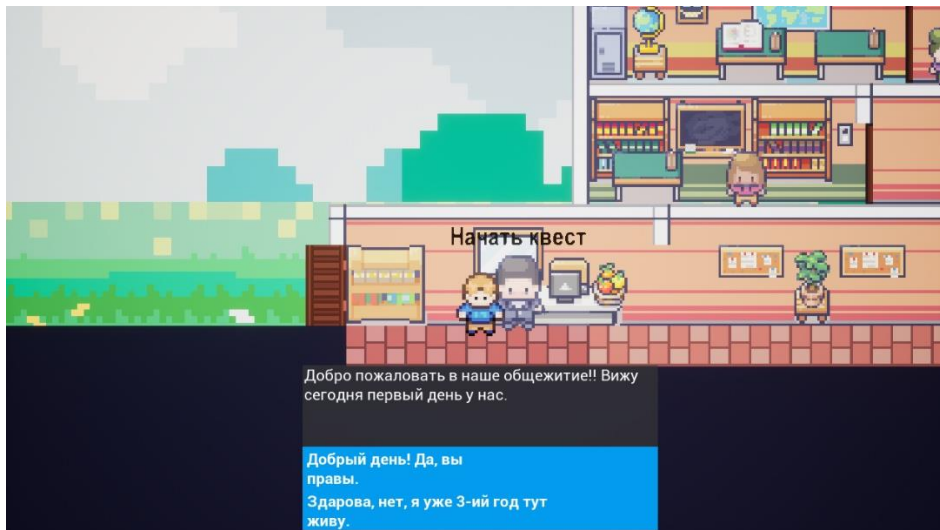 Начать квест
Добро пожаловать в наше общежитие!! Вижу
сегодня первый день у нас.
Добрый день! Да, вы
правы.
Здарова, нет, я уже 3-ий год тут
живу.